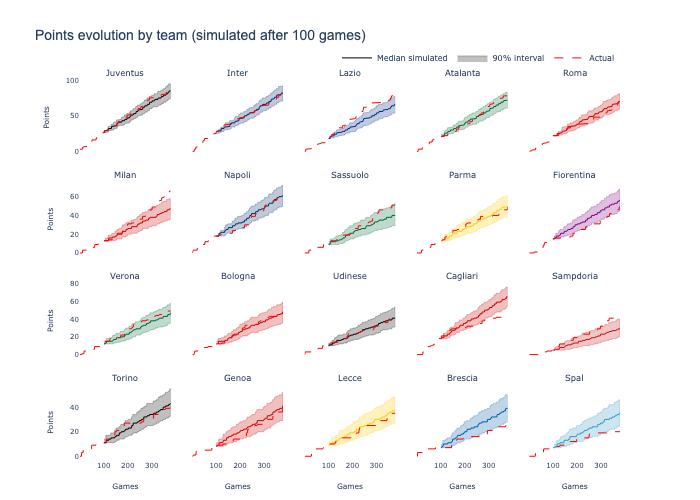 Points evolution by team (simulated after 100 games)
Median simulated 90% interval Actual
Juventus Inter Lazio Atalanta Roma
100
50
0
Points
Milan Napoli Sassuolo Parma Fiorentina
60
40
20
0
Points
Verona Bologna Udinese Cagliari Sampdoria
80
60
40
20
0
Points
Torino Genoa Lecce Brescia Spal
40
20
0
Points
100 200 300 100 200 300 100 200 300 100 200 300 100 200 300
Games Games Games Games Games